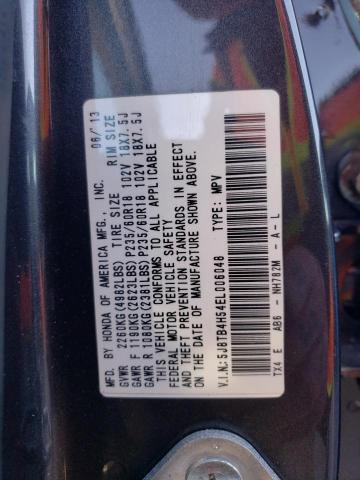 MFD. BY HONDA OF AMERICA MFG., INC. 06/13
GVWR 2260KG(4982LBS) TIRE SIZE RIM SIZE
GAWR F 1190KG(2623LBS) P235/60R18 102V 18X7.5J
GAWR R 1080KG(2381LBS) P235/60R18 102V 18X7.5J
THIS VEHICLE CONFORMS TO ALL APPLICABLE
FEDERAL MOTOR VEHICLE SAFETY
AND THEFT PREVENTION STANDARDS IN EFFECT
ON THE DATE OF MANUFACTURE SHOWN ABOVE.
V.I.N.:5J8TB4H54EL006048 TYPE: MPV
TX4 E AB6 - NH782M - A - L